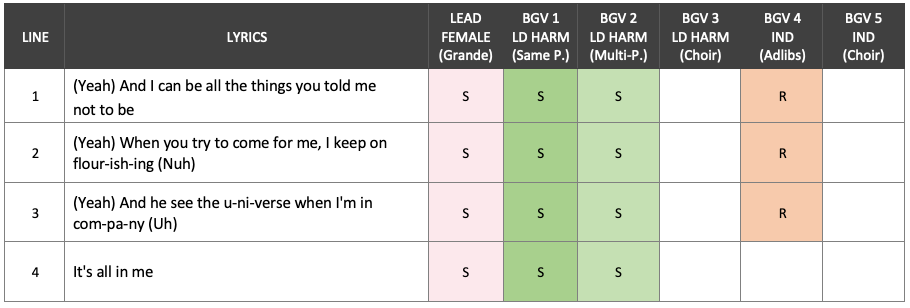 LINE LYRICS LEAD FEMALE (Grande) BGV 1 LD HARM (Same P.) BGV 2 LD HARM (Multi-P.) BGV 3 LD HARM (Choir) BGV 4 IND (Adlibs) BGV 5 IND (Choir)
1 (Yeah) And I can be all the things you told me
not to be S S S R
2 (Yeah) When you try to come for me, I keep on
flour-ish-ing (Nuh) S S S R
3 (Yeah) And he see the u-ni-verse when I'm in
com-pa-ny (Uh) S S S R
4 It's all in me S S S